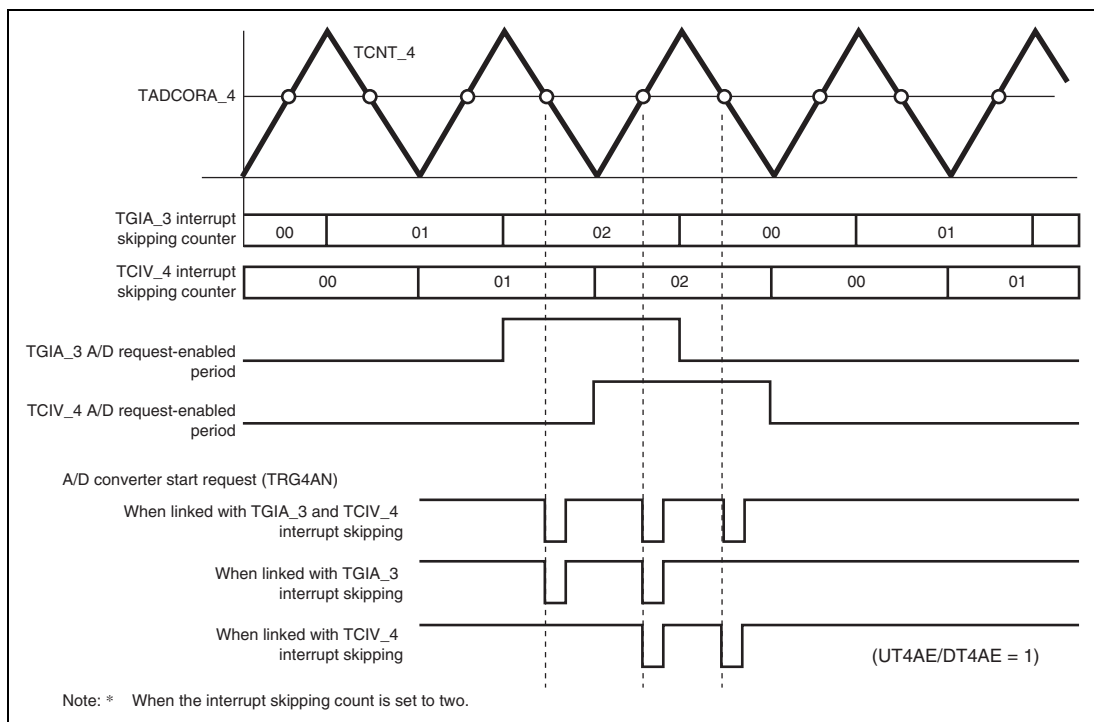 TCNT_4
TADCORA_4
TGIA_3 interrupt
skipping counter
00 01 02 00 01
TCIV_4 interrupt
skipping counter
00 01 02 00 01
TGIA_3 A/D request-enabled
period
TCIV_4 A/D request-enabled
period
A/D converter start request (TRG4AN)
When linked with TGIA_3 and TCIV_4
interrupt skipping
When linked with TGIA_3
interrupt skipping
When linked with TCIV_4
interrupt skipping
(UT4AE/DT4AE = 1)
Note: * When the interrupt skipping count is set to two.